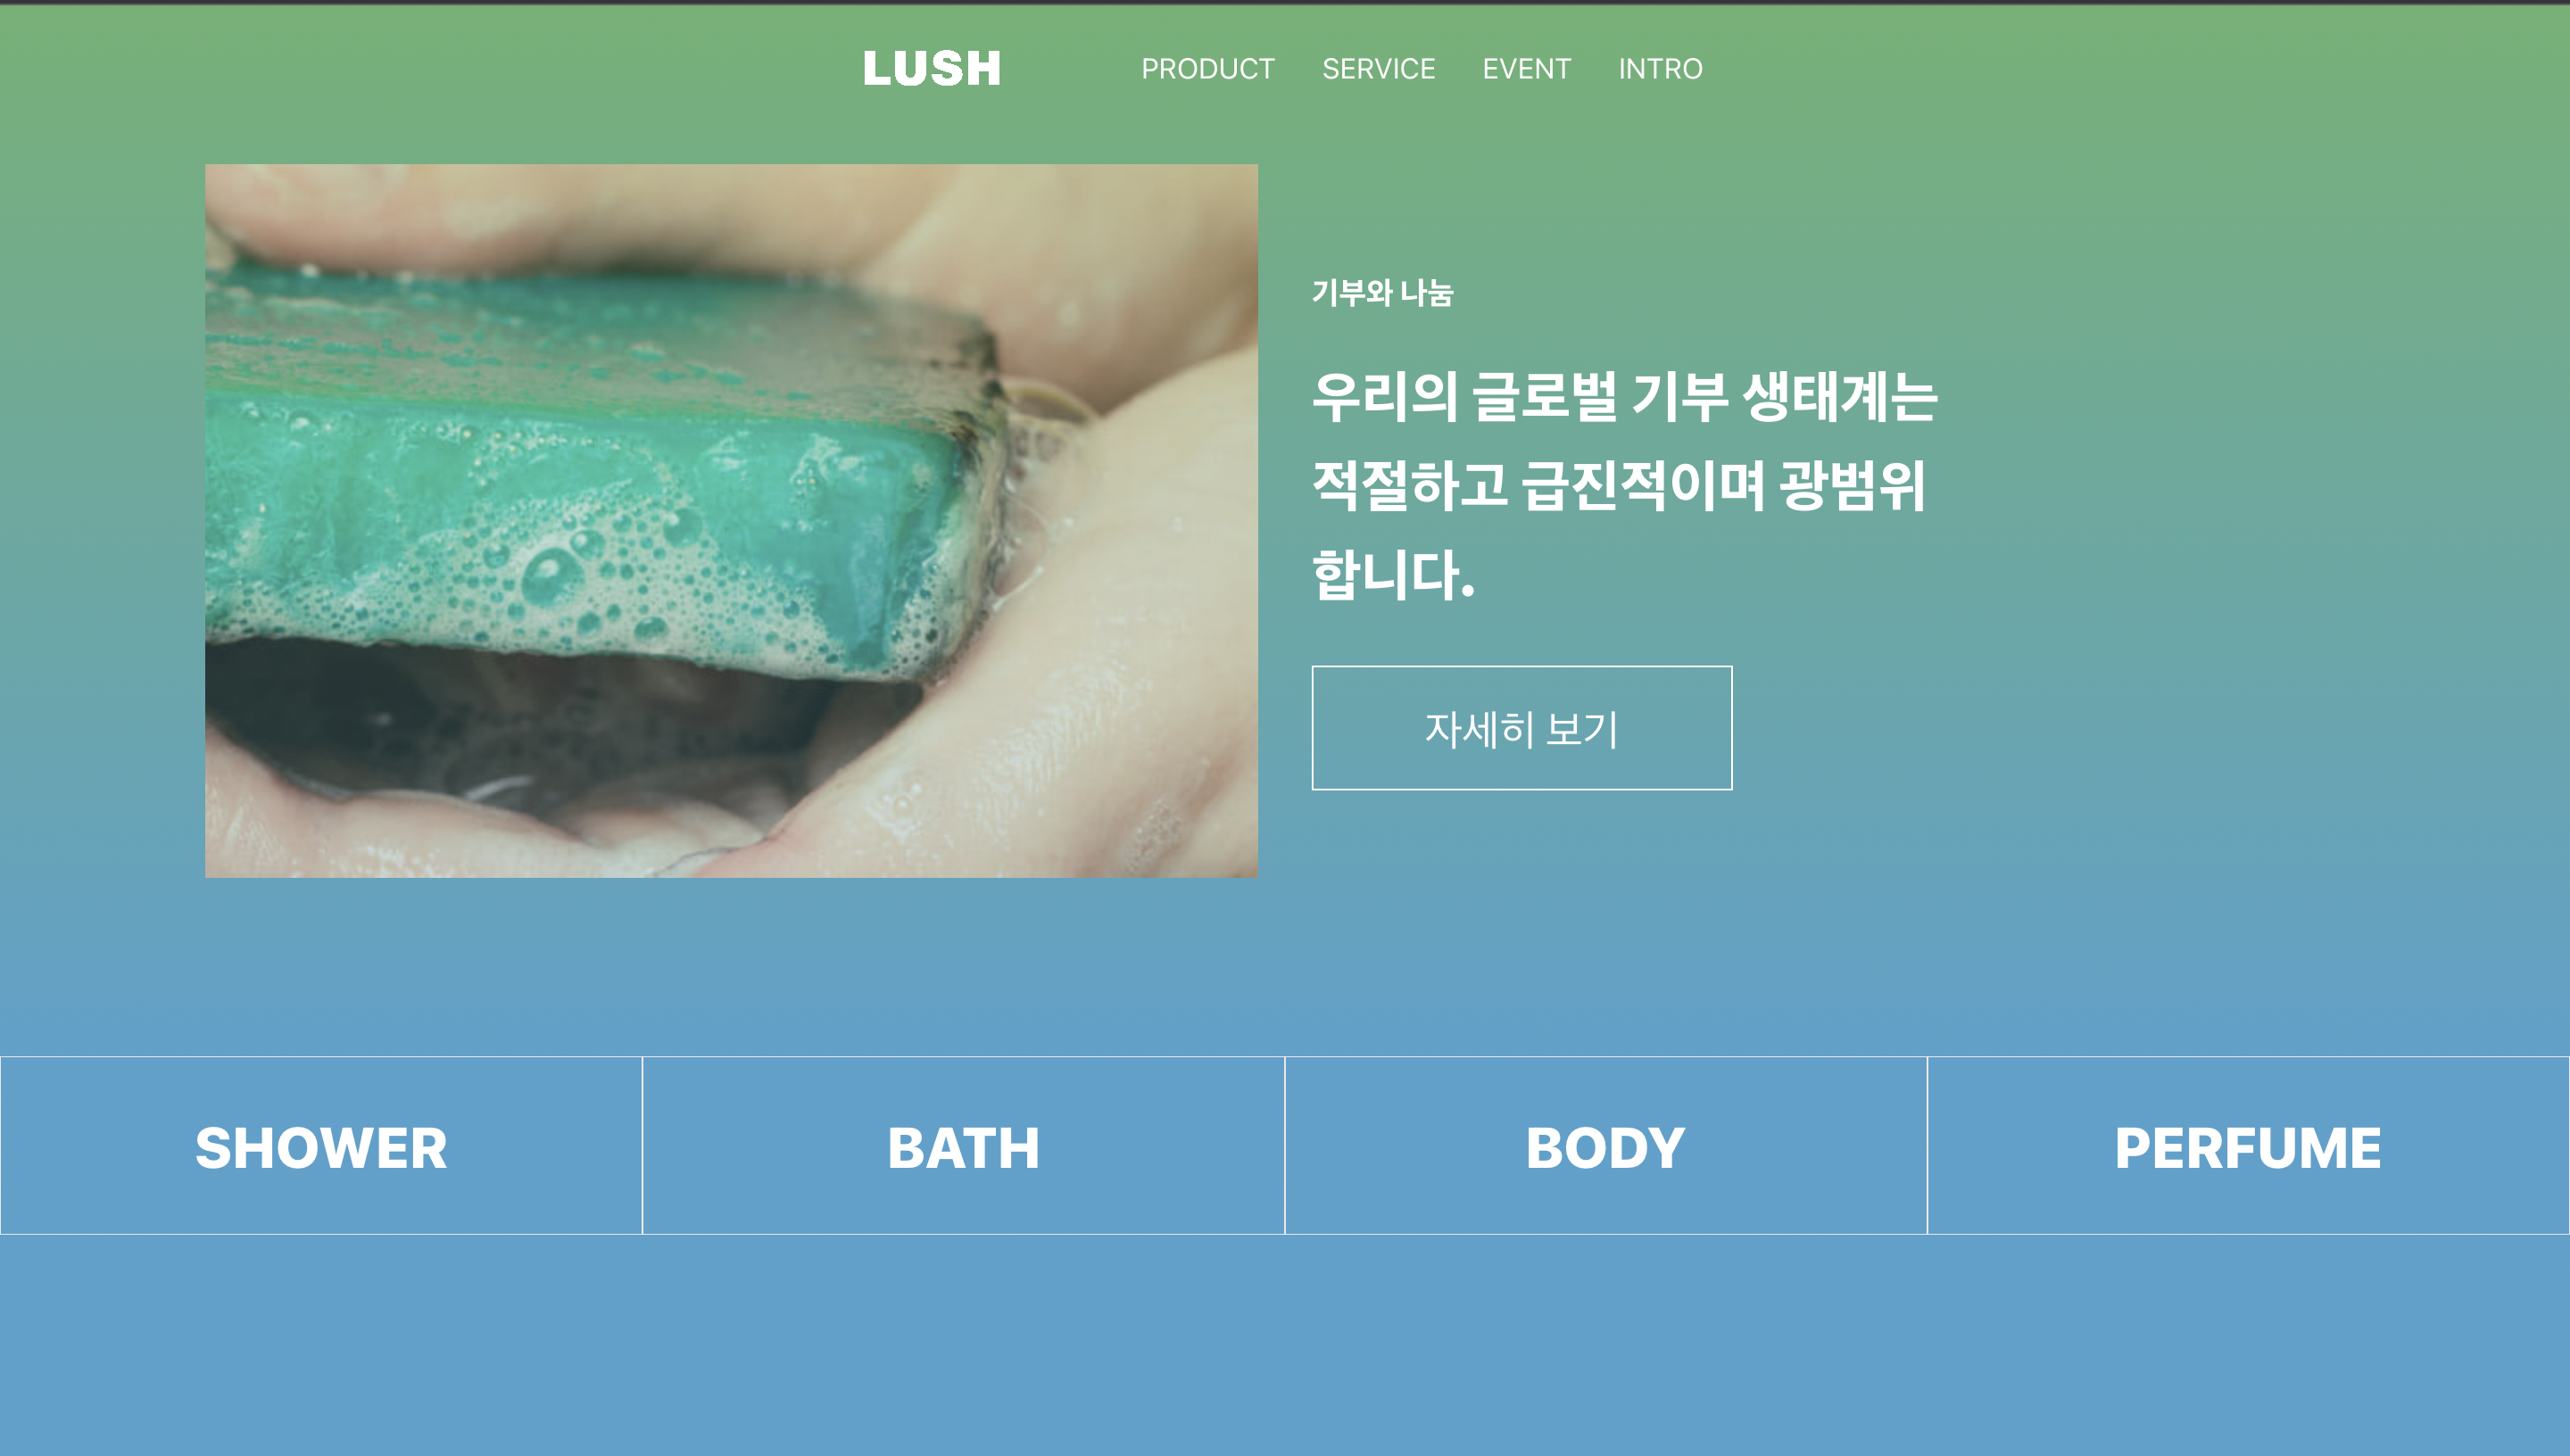 LUSH PRODUCT SERVICE EVENT INTRO
기부와 나눔
우리의 글로벌 기부 생태계는
적절하고 급진적이며 광범위
합니다.
자세히 보기
SHOWER BATH BODY PERFUME